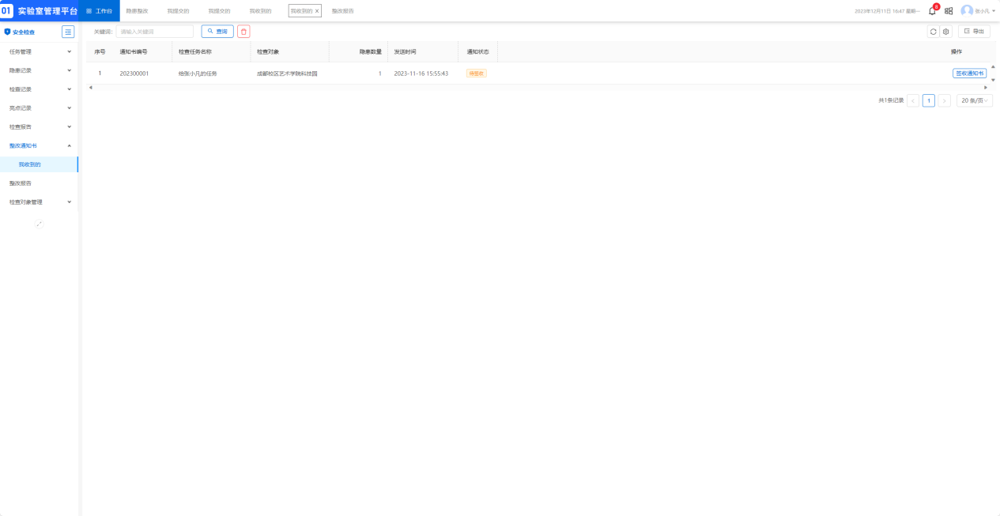 01 实验室管理平台 工作台 隐患整改 我提交的 我提交的 我收到的 我收到的 x 整改报告 2023年12月11日 16:47 星期一 8 张小凡
安全检查
任务管理
隐患记录
检查记录
亮点记录
检查报告
整改通知书
我收到的
整改报告
检查对象管理
关键词: 请输入关键词 查询 导出
序号 通知书编号 检查任务名称 检查对象 隐患数量 发送时间 通知状态 操作
1 202300001 给张小凡的任务 成都校区艺术学院科技园 1 2023-11-16 15:55:43 待签收 签收通知书
共1条记录 < 1 > 20 条/页